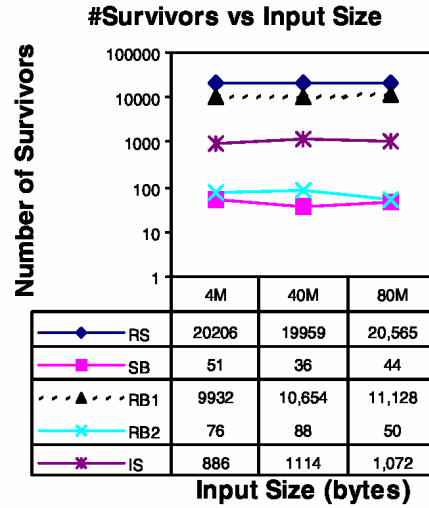 #Survivors vs Input Size
Number of Survivors
100000
10000
1000
100
10
1
4M 40M 80M
RS 20206 19959 20,565
SB 51 36 44
RB1 9932 10,654 11,128
RB2 76 88 50
IS 886 1114 1,072
Input Size (bytes)